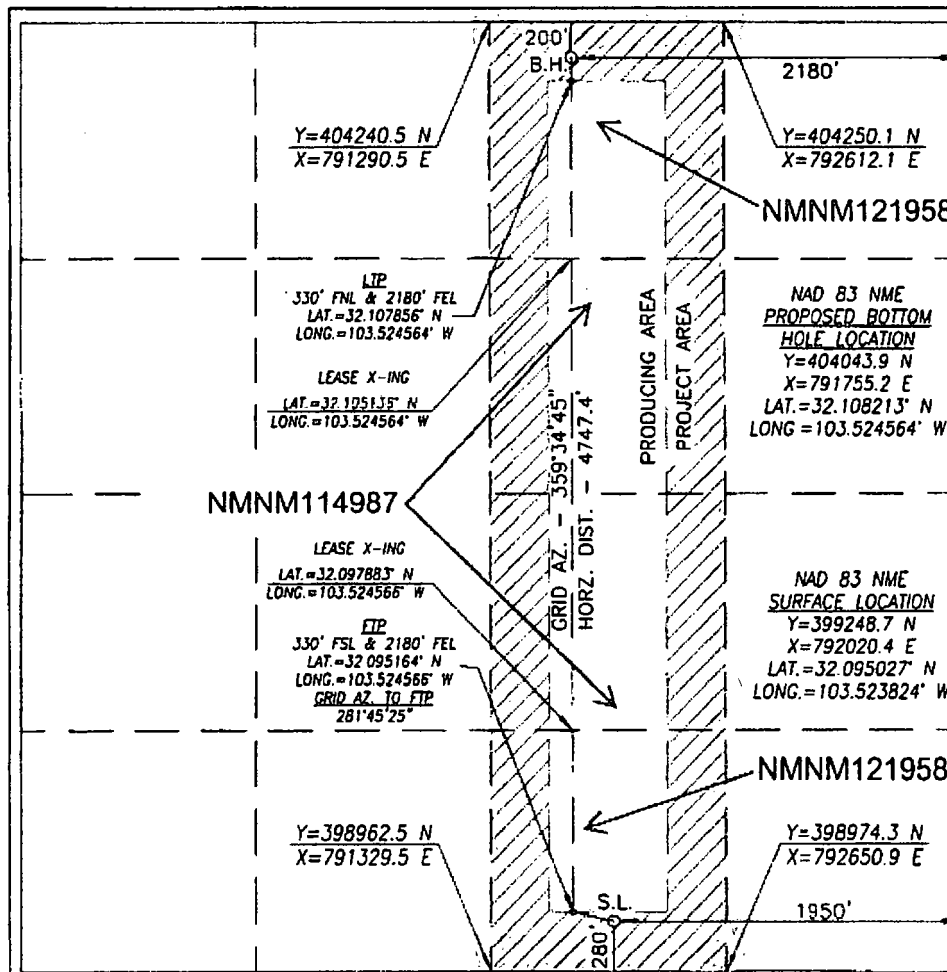 200'
B.H.
2180'
Y=404240.5 N
X=791290.5 E
Y=404250.1 N
X=792612.1 E
NMNM121958
LTP
330' FNL & 2180' FEL
LAT.=32.107856° N
LONG.=103.524564° W
LEASE X-ING
LAT.=32.105135° N
LONG.=103.524564° W
PRODUCING AREA
PROJECT AREA
NAD 83 NME
PROPOSED BOTTOM
HOLE LOCATION
Y=404043.9 N
X=791755.2 E
LAT.=32.108213° N
LONG.=103.524564° W
GRID AZ. - 359°34'45"
HORZ. DIST. - 4747.4'
NMNM114987
LEASE X-ING
LAT.=32.097883° N
LONG.=103.524566° W
FTP
330' FSL & 2180' FEL
LAT.=32.095164° N
LONG.=103.524566° W
GRID AZ. TO FTP
281°45'25"
NAD 83 NME
SURFACE LOCATION
Y=399248.7 N
X=792020.4 E
LAT.=32.095027° N
LONG.=103.523824° W
NMNM121958
Y=398962.5 N
X=791329.5 E
Y=398974.3 N
X=792650.9 E
S.L.
1950'
280'